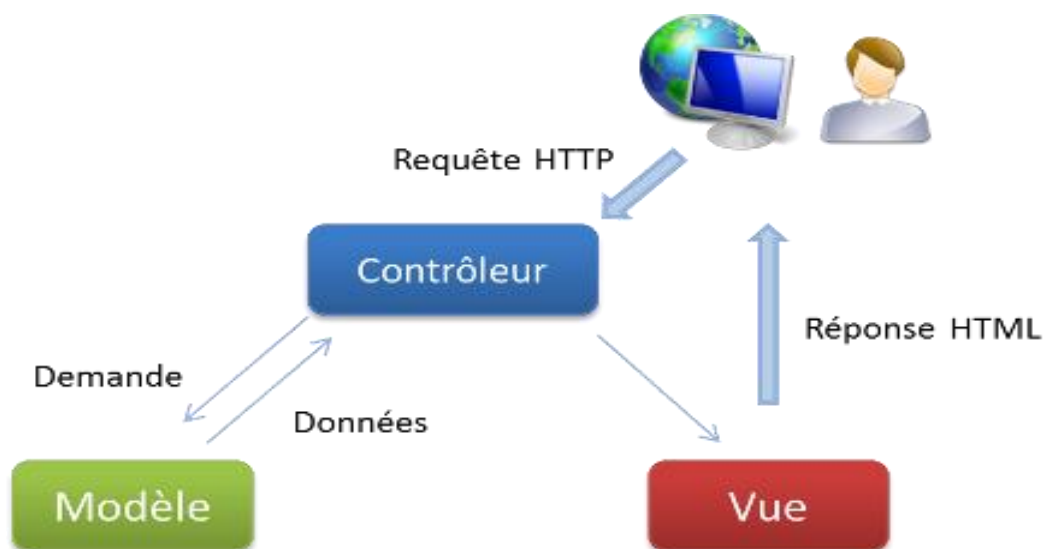 Requête HTTP
Contrôleur
Réponse HTML
Demande
Données
Modèle
Vue